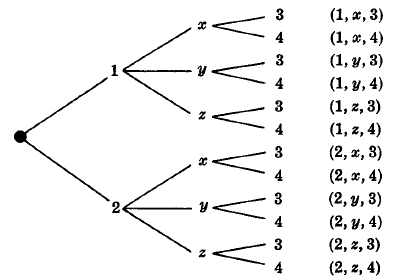 x 3 (1, x, 3)
4 (1, x, 4)
1 y 3 (1, y, 3)
4 (1, y, 4)
z 3 (1, z, 3)
4 (1, z, 4)
x 3 (2, x, 3)
4 (2, x, 4)
2 y 3 (2, y, 3)
4 (2, y, 4)
z 3 (2, z, 3)
4 (2, z, 4)